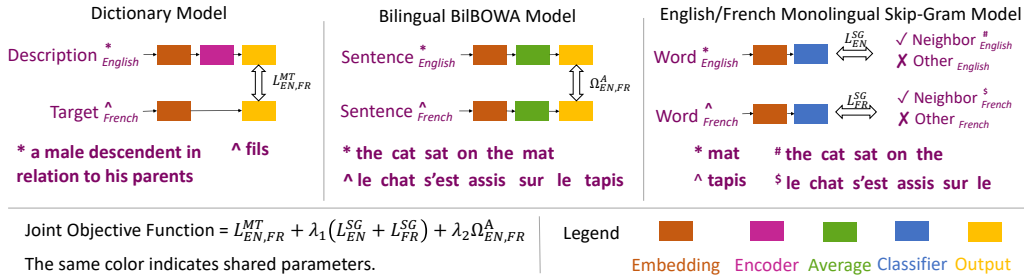 Dictionary Model
Description * English
L^{MT}_{EN,FR}
Target ^ French
* a male descendent in
relation to his parents
^ fils
Bilingual BilBOWA Model
Sentence * English
Ω^{A}_{EN,FR}
Sentence ^ French
* the cat sat on the mat
^ le chat s'est assis sur le tapis
English/French Monolingual Skip-Gram Model
Word * English
L^{SG}_{EN}
✓ Neighbor # English
✗ Other English
Word ^ French
L^{SG}_{FR}
✓ Neighbor $ French
✗ Other French
* mat
# the cat sat on the
^ tapis
$ le chat s'est assis sur le
Joint Objective Function = L^{MT}_{EN,FR} + λ_1(L^{SG}_{EN} + L^{SG}_{FR}) + λ_2Ω^{A}_{EN,FR}
The same color indicates shared parameters.
Legend
Embedding Encoder Average Classifier Output